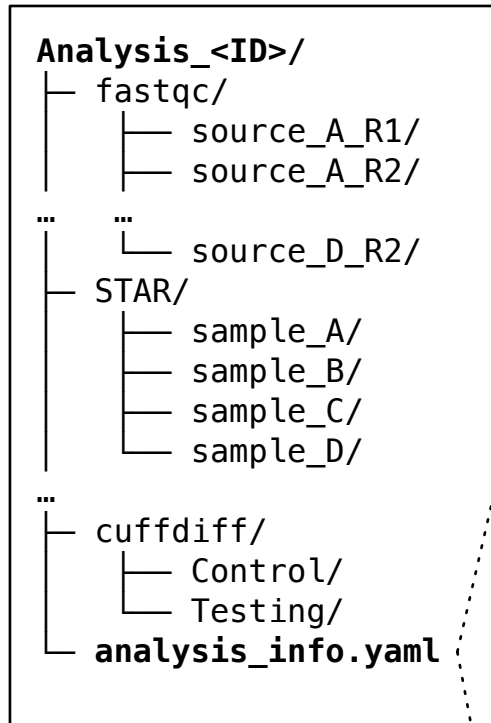 Analysis_<ID>/
├─ fastqc/
│   ├── source_A_R1/
│   ├── source_A_R2/
…   …
│   └── source_D_R2/
├─ STAR/
│   ├── sample_A/
│   ├── sample_B/
│   ├── sample_C/
│   └── sample_D/
…
├─ cuffdiff/
│   ├── Control/
│   └── Testing/
└─ analysis_info.yaml